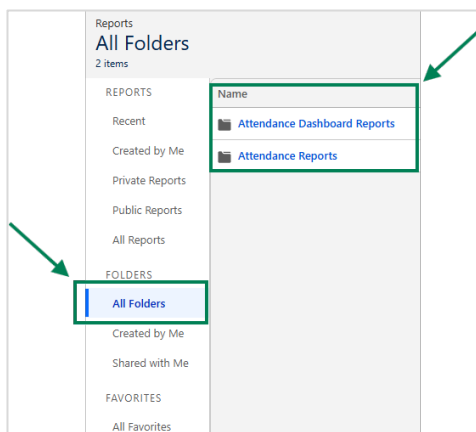 Reports
All Folders
2 items
REPORTS
Recent
Created by Me
Private Reports
Public Reports
All Reports
FOLDERS
All Folders
Created by Me
Shared with Me
FAVORITES
All Favorites
Name
Attendance Dashboard Reports
Attendance Reports